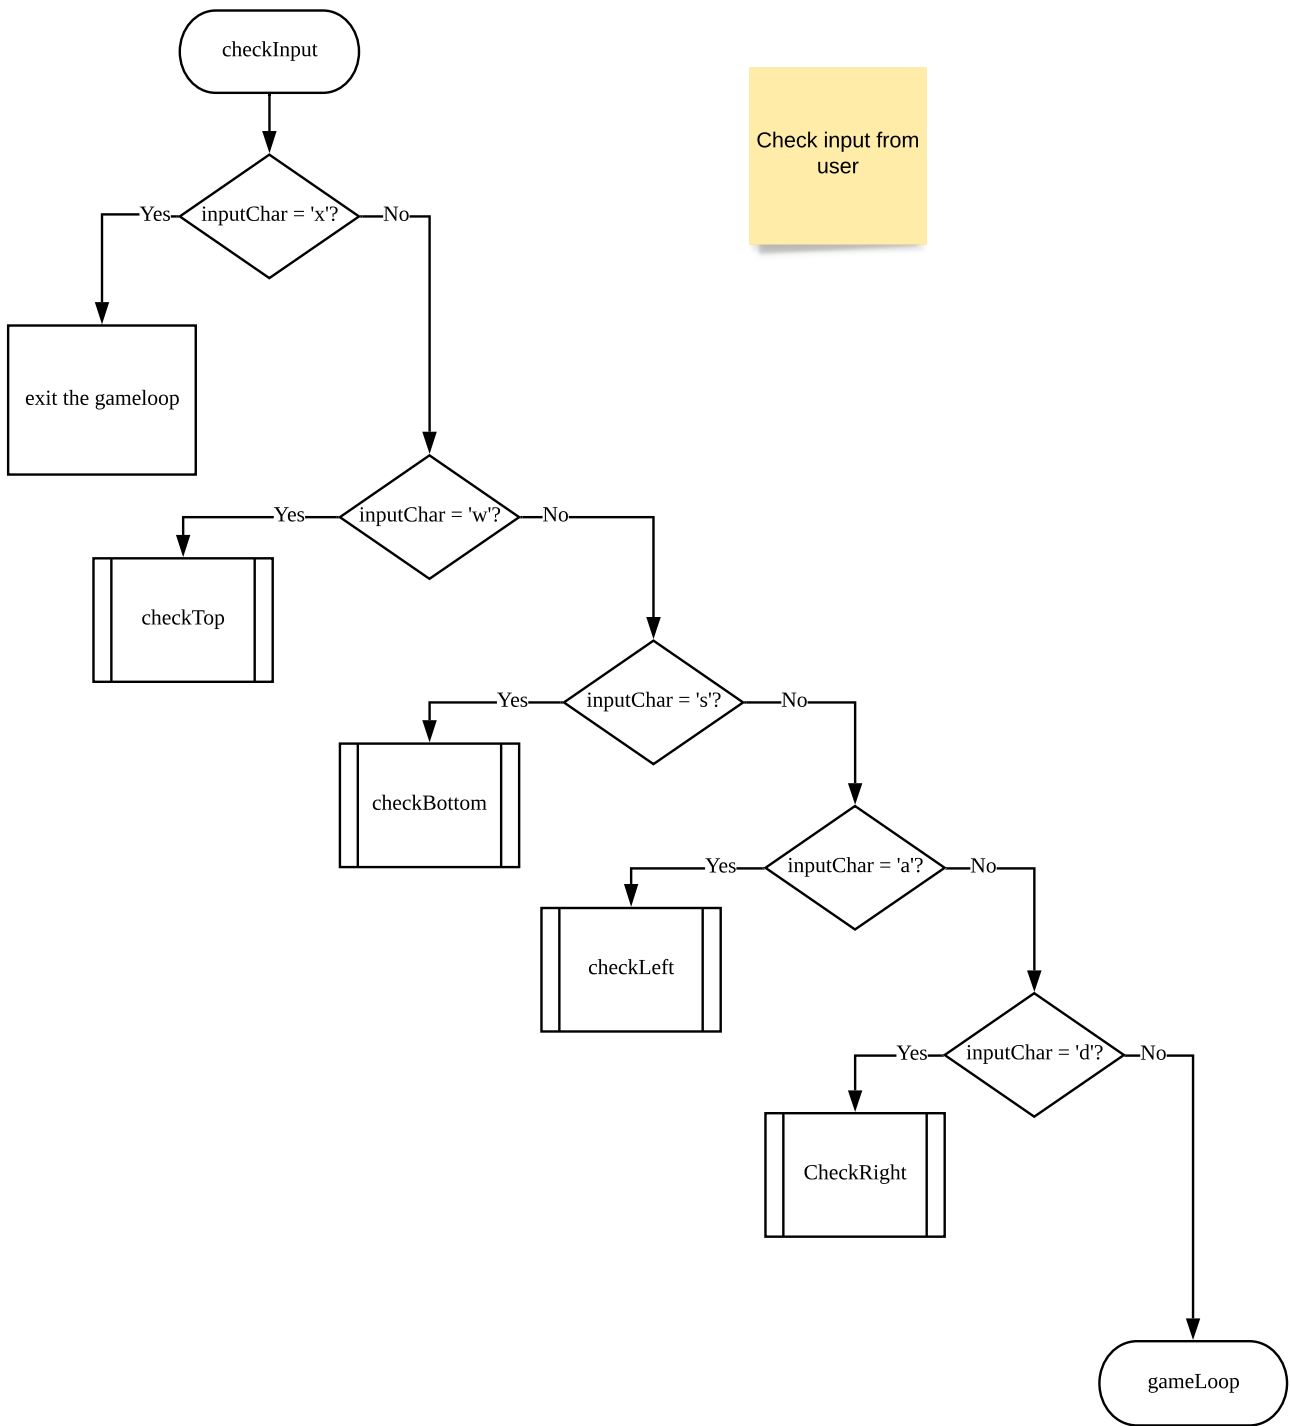 checkInput
Check input from
user
inputChar = 'x'?
Yes
No
exit the gameloop
inputChar = 'w'?
Yes
No
checkTop
inputChar = 's'?
Yes
No
checkBottom
inputChar = 'a'?
Yes
No
checkLeft
inputChar = 'd'?
Yes
No
CheckRight
gameLoop